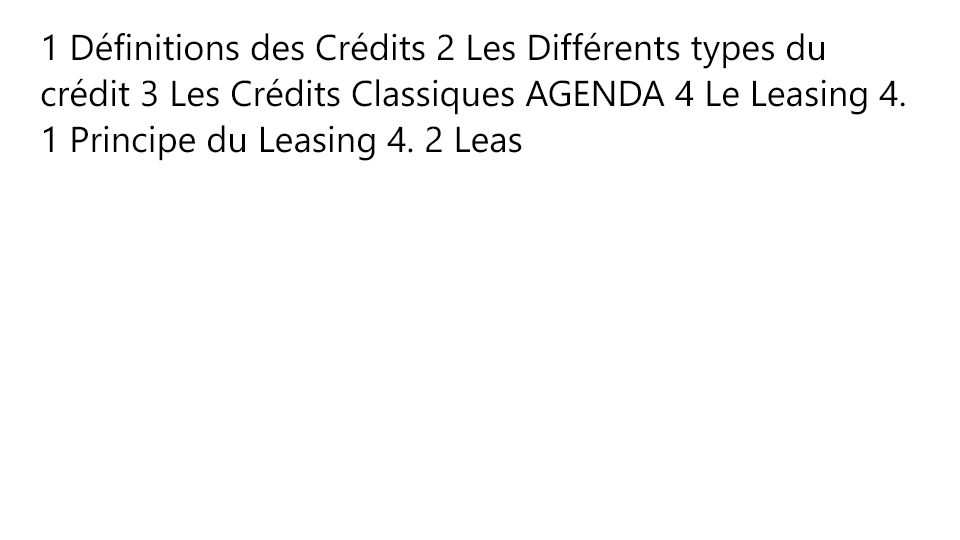 1 Définitions des Crédits 2 Les Différents types du
crédit 3 Les Crédits Classiques AGENDA 4 Le Leasing 4.
1 Principe du Leasing 4. 2 Leas